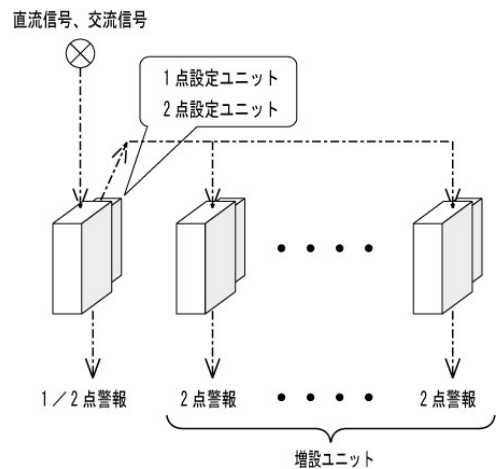 直流信号、交流信号
1点設定ユニット
2点設定ユニット
1／2点警報
2点警報
2点警報
増設ユニット